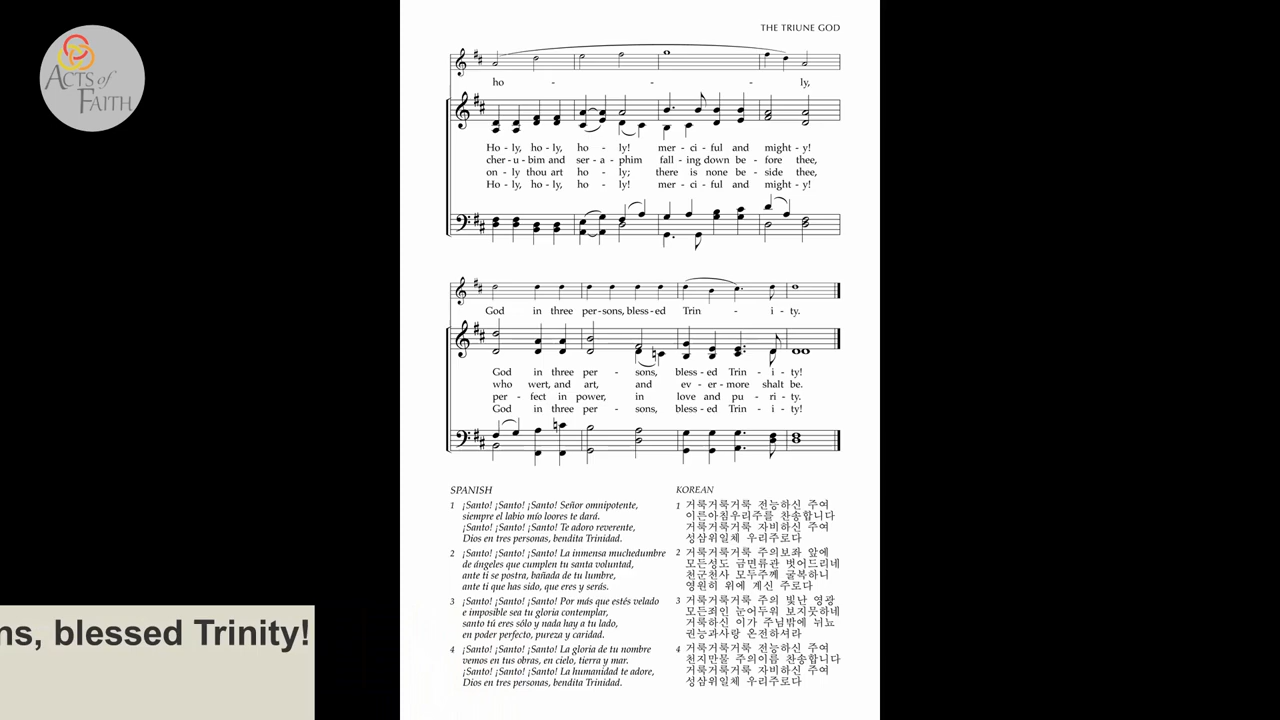 ACTS of
FAITH
THE TRIUNE GOD
ho - - - ly,
Ho - ly, ho - ly, ho - ly! mer - ci - ful and might - y!
cher - u - bim and ser - a - phim fall - ing down be - fore thee,
on - ly thou art ho - ly; there is none be - side thee,
Ho - ly, ho - ly, ho - ly! mer - ci - ful and might - y!
God in three per - sons, bless - ed Trin - i - ty.
God in three per - sons, bless - ed Trin - i - ty!
who wert, and art, and ev - er - more shalt be.
per - fect in power, in love and pu - ri - ty.
God in three per - sons, bless - ed Trin - i - ty!
ns, blessed Trinity!
SPANISH
1 ¡Santo! ¡Santo! ¡Santo! Señor omnipotente,
siempre el labio mío loores te dará.
¡Santo! ¡Santo! ¡Santo! Te adoro reverente,
Dios en tres personas, bendita Trinidad.
2 ¡Santo! ¡Santo! ¡Santo! La inmensa muchedumbre
de ángeles que cumplen tu santa voluntad,
ante ti se postra, bañada de tu lumbre,
ante ti que has sido, que eres y serás.
3 ¡Santo! ¡Santo! ¡Santo! Por más que estés velado
e imposible sea tu gloria contemplar,
santo tú eres sólo y nada hay a tu lado,
en poder perfecto, pureza y caridad.
4 ¡Santo! ¡Santo! ¡Santo! La gloria de tu nombre
vemos en tus obras, en cielo, tierra y mar.
¡Santo! ¡Santo! ¡Santo! La humanidad te adore,
Dios en tres personas, bendita Trinidad.
KOREAN
1 거룩거룩거룩 전능하신 주여
이른아침우리주를 찬송합니다
거룩거룩거룩 자비하신 주여
성삼위일체 우리주로다
2 거룩거룩거룩 주의보좌 앞에
모든성도 금면류관 벗어드리네
천군천사 모두주께 굴복하니
영원히 위에 계신 주로다
3 거룩거룩거룩 주의 빛난 영광
모든죄인 눈어두워 보지못하네
거룩하신 이가 주님밖에 뉘뇨
권능과사랑 온전하셔라
4 거룩거룩거룩 전능하신 주여
천지만물 주의이름 찬송합니다
거룩거룩거룩 자비하신 주여
성삼위일체 우리주로다